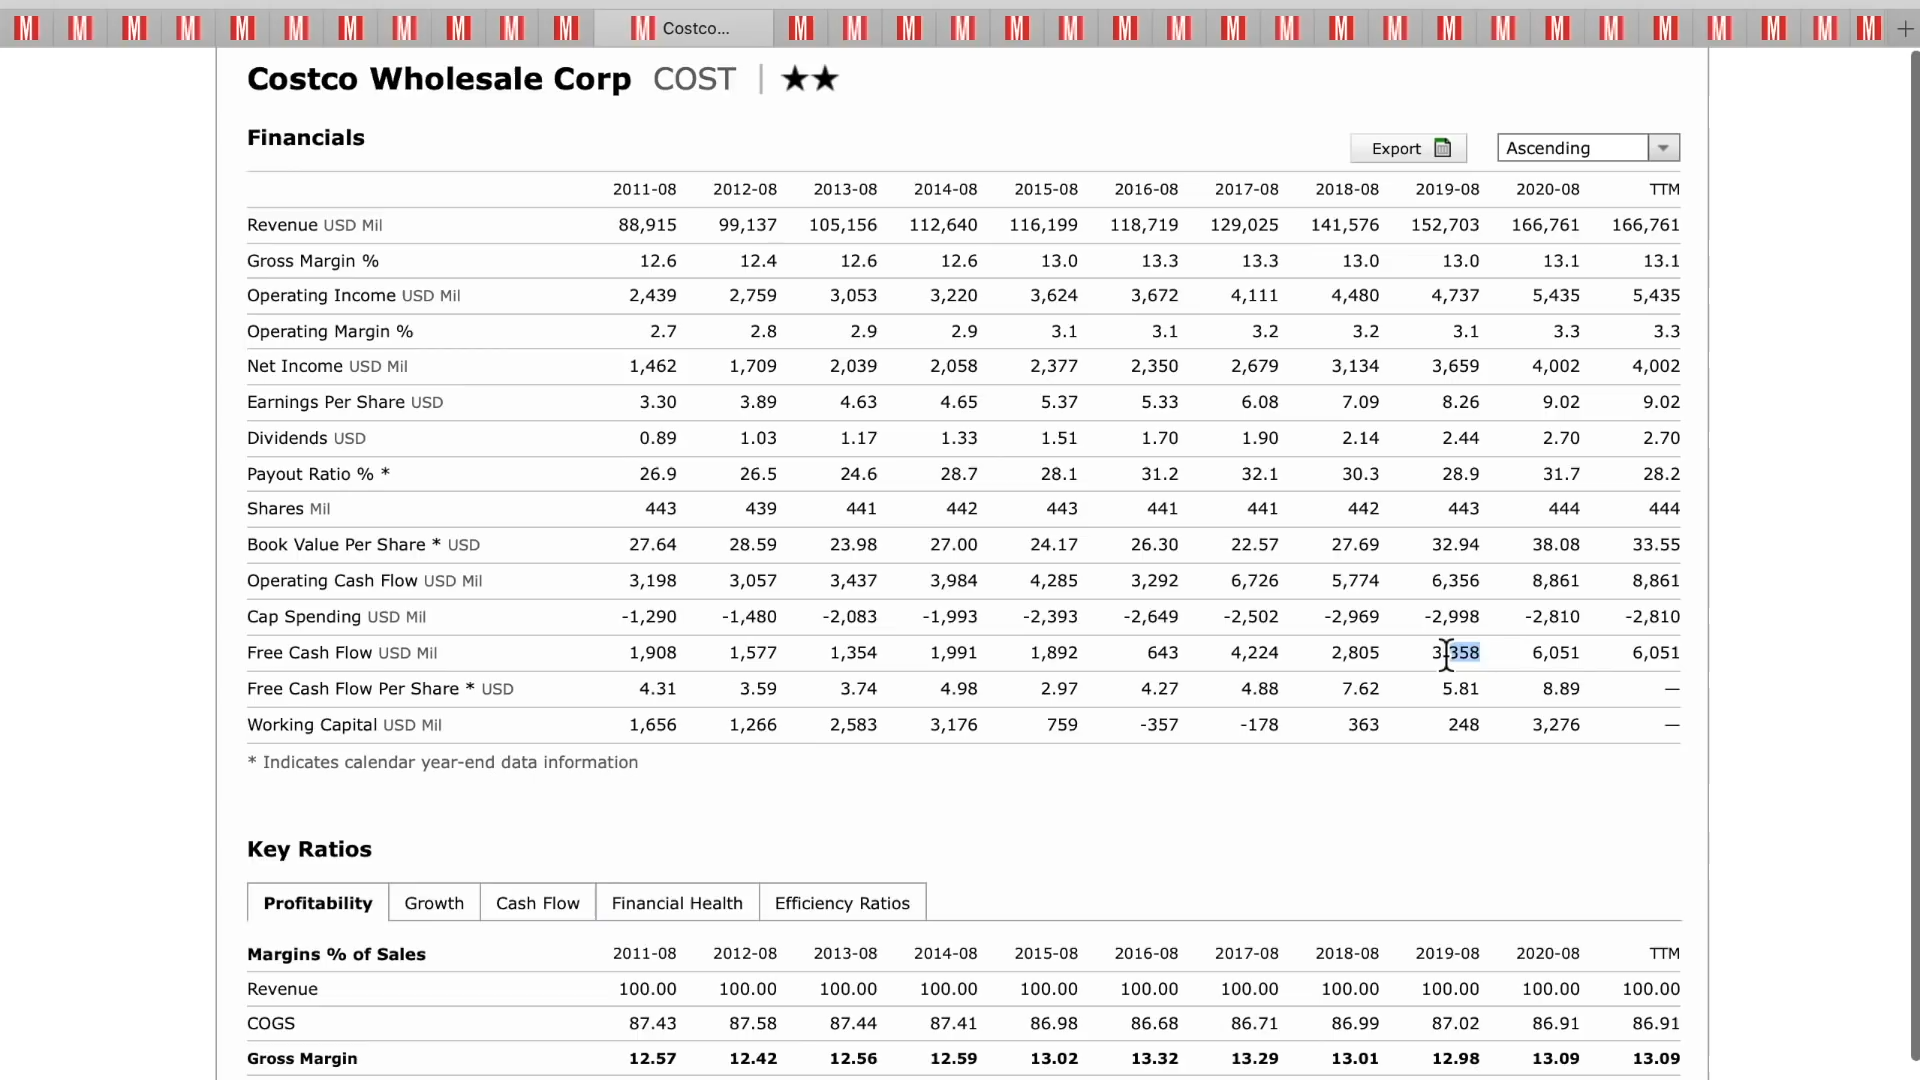 Costco...
Costco Wholesale Corp COST | ★★
Financials
Export
Ascending
2011-08 2012-08 2013-08 2014-08 2015-08 2016-08 2017-08 2018-08 2019-08 2020-08 TTM
Revenue USD Mil 88,915 99,137 105,156 112,640 116,199 118,719 129,025 141,576 152,703 166,761 166,761
Gross Margin % 12.6 12.4 12.6 12.6 13.0 13.3 13.3 13.0 13.0 13.1 13.1
Operating Income USD Mil 2,439 2,759 3,053 3,220 3,624 3,672 4,111 4,480 4,737 5,435 5,435
Operating Margin % 2.7 2.8 2.9 2.9 3.1 3.1 3.2 3.2 3.1 3.3 3.3
Net Income USD Mil 1,462 1,709 2,039 2,058 2,377 2,350 2,679 3,134 3,659 4,002 4,002
Earnings Per Share USD 3.30 3.89 4.63 4.65 5.37 5.33 6.08 7.09 8.26 9.02 9.02
Dividends USD 0.89 1.03 1.17 1.33 1.51 1.70 1.90 2.14 2.44 2.70 2.70
Payout Ratio % * 26.9 26.5 24.6 28.7 28.1 31.2 32.1 30.3 28.9 31.7 28.2
Shares Mil 443 439 441 442 443 441 441 442 443 444 444
Book Value Per Share * USD 27.64 28.59 23.98 27.00 24.17 26.30 22.57 27.69 32.94 38.08 33.55
Operating Cash Flow USD Mil 3,198 3,057 3,437 3,984 4,285 3,292 6,726 5,774 6,356 8,861 8,861
Cap Spending USD Mil -1,290 -1,480 -2,083 -1,993 -2,393 -2,649 -2,502 -2,969 -2,998 -2,810 -2,810
Free Cash Flow USD Mil 1,908 1,577 1,354 1,991 1,892 643 4,224 2,805 3,358 6,051 6,051
Free Cash Flow Per Share * USD 4.31 3.59 3.74 4.98 2.97 4.27 4.88 7.62 5.81 8.89 —
Working Capital USD Mil 1,656 1,266 2,583 3,176 759 -357 -178 363 248 3,276 —
* Indicates calendar year-end data information
Key Ratios
Profitability Growth Cash Flow Financial Health Efficiency Ratios
Margins % of Sales 2011-08 2012-08 2013-08 2014-08 2015-08 2016-08 2017-08 2018-08 2019-08 2020-08 TTM
Revenue 100.00 100.00 100.00 100.00 100.00 100.00 100.00 100.00 100.00 100.00 100.00
COGS 87.43 87.58 87.44 87.41 86.98 86.68 86.71 86.99 87.02 86.91 86.91
Gross Margin 12.57 12.42 12.56 12.59 13.02 13.32 13.29 13.01 12.98 13.09 13.09